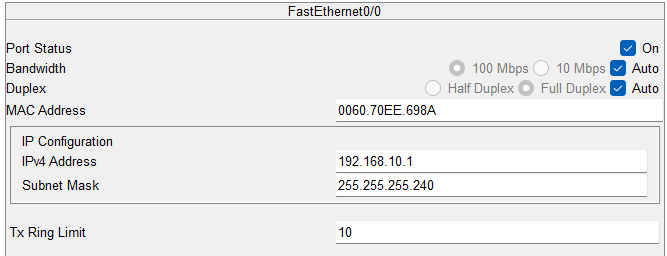 FastEthernet0/0
Port Status On
Bandwidth 100 Mbps 10 Mbps Auto
Duplex Half Duplex Full Duplex Auto
MAC Address 0060.70EE.698A
IP Configuration
IPv4 Address 192.168.10.1
Subnet Mask 255.255.255.240
Tx Ring Limit 10